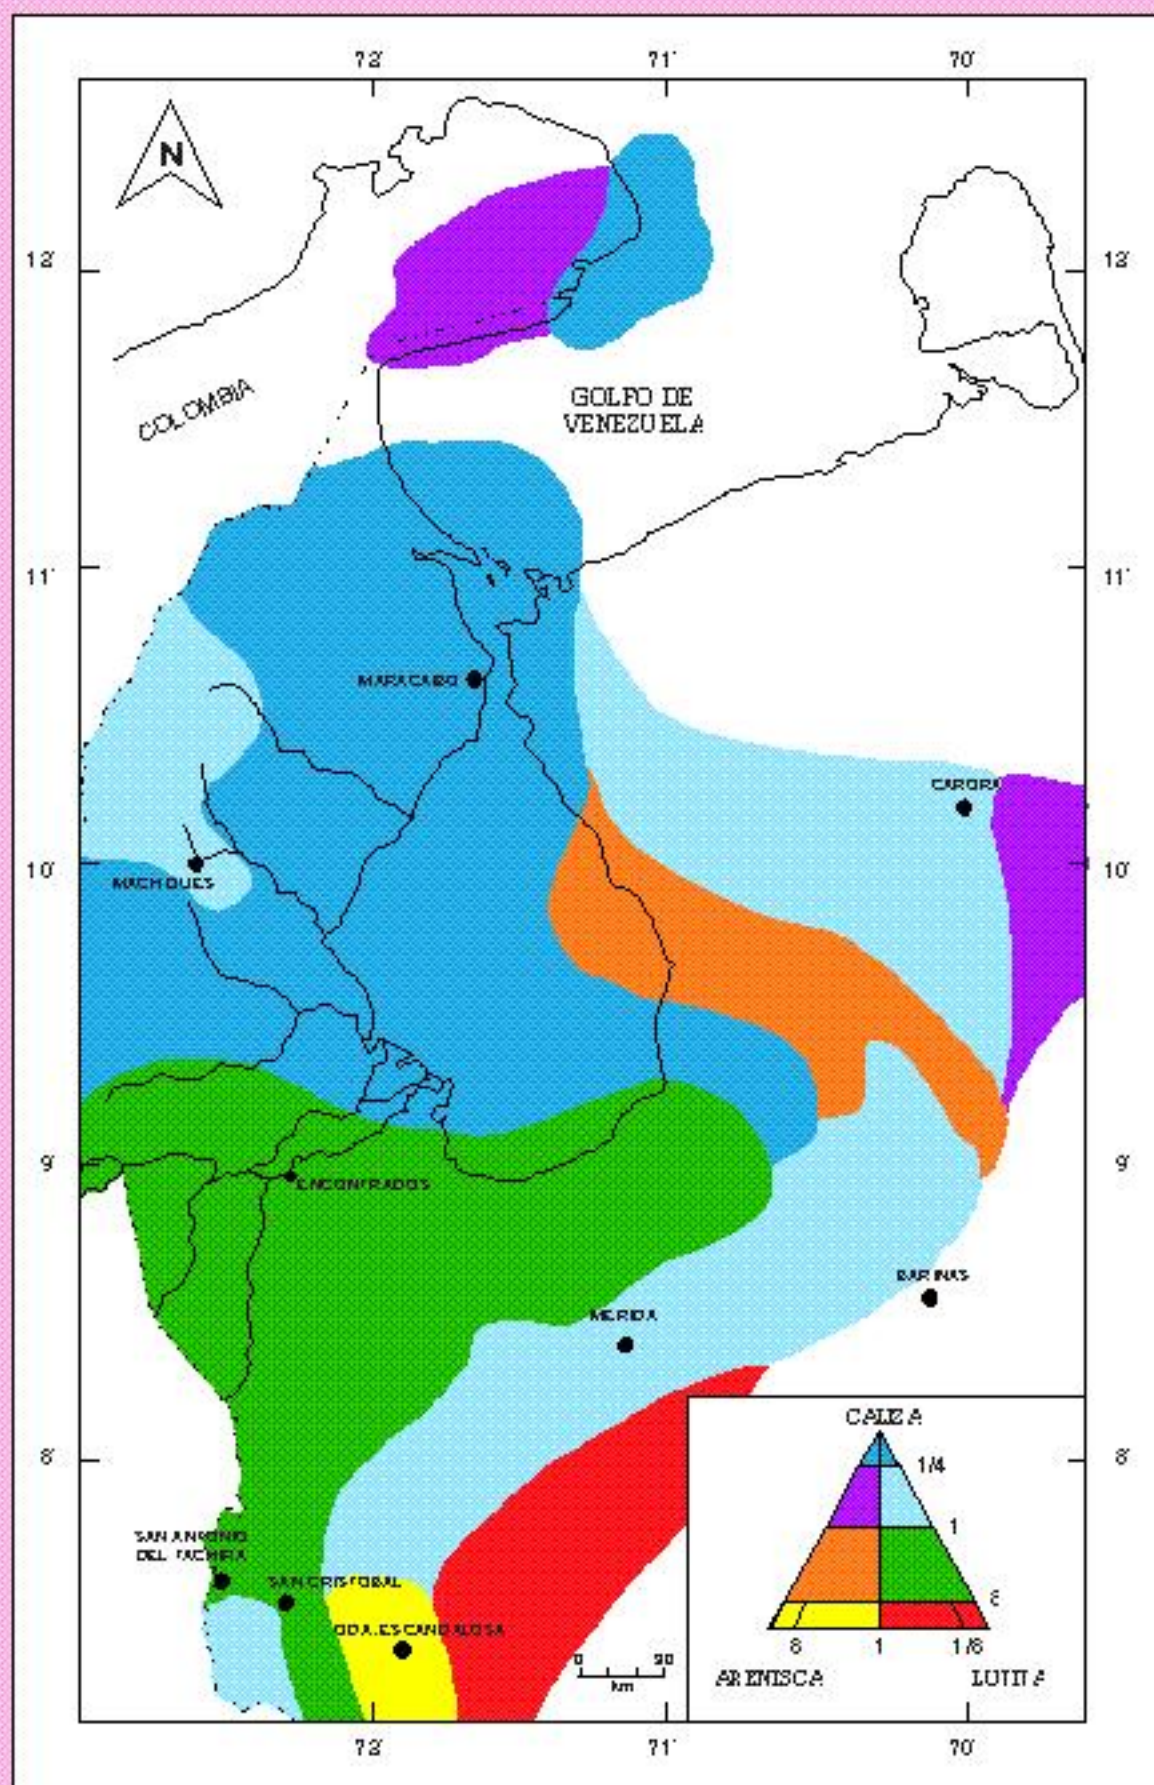 72°
71°
70°
N
12°
12°
COLOMBIA
GOLFO DE
VENEZUELA
11°
11°
MARACAIBO
CARORA
10°
10°
MACHIQUES
9°
9°
ENCONTRADOS
BARINAS
MERIDA
8°
8°
CALIZA
1/4
1
8
8
1
1/8
ARENISCA
LUTITA
SAN ANTONIO
DEL TACHIRA
SAN CRISTOBAL
QDA. ESCANDALOSA
km
72°
71°
70°